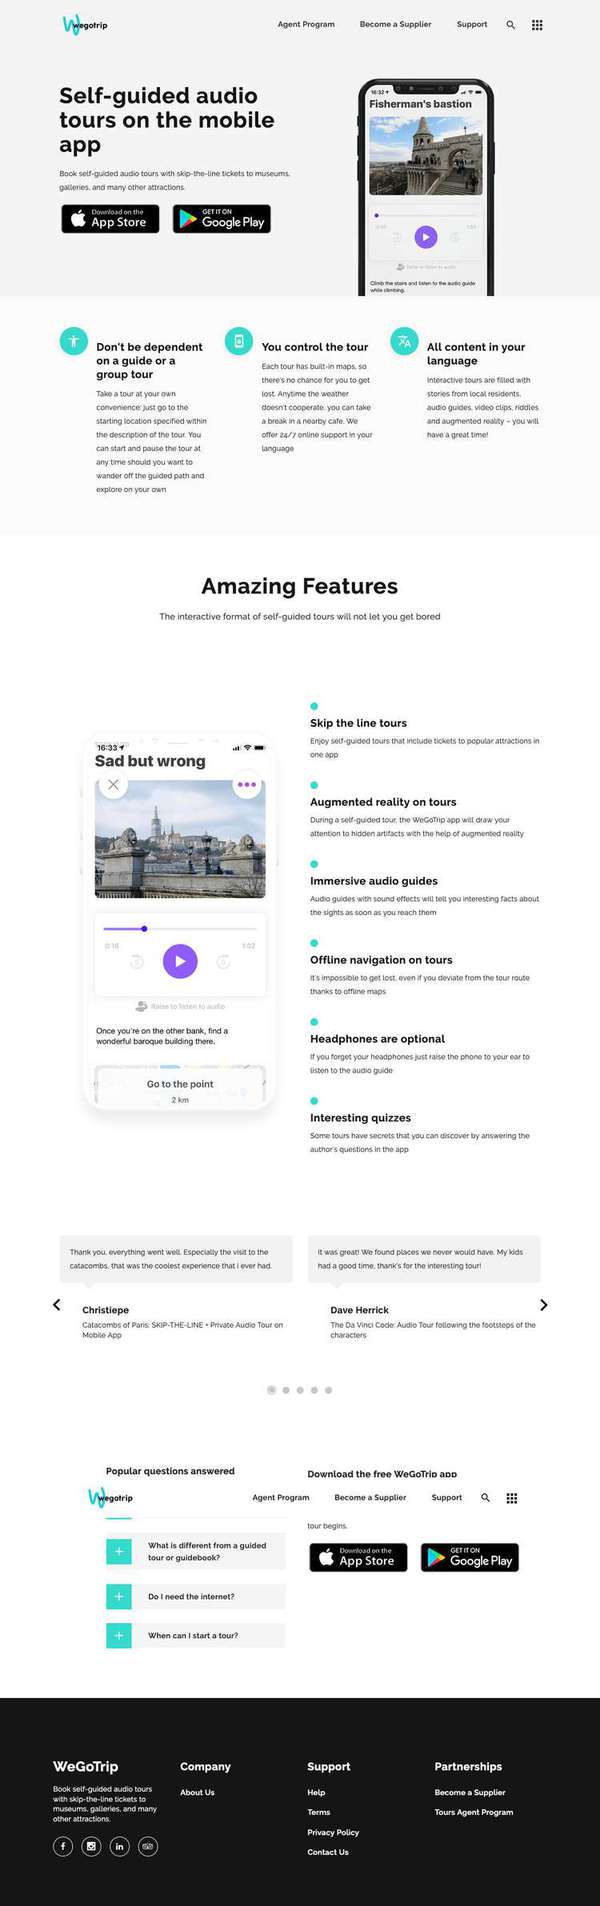 Wegotrip
Agent Program
Become a Supplier
Support
Self-guided audio
tours on the mobile
app
Book self-guided audio tours with skip-the-line tickets to museums,
galleries, and many other attractions.
Download on the
App Store
GET IT ON
Google Play
16:32
Fisherman's bastion
0:16
1:02
Raise to listen to audio
Climb the stairs and listen to the audio guide
while climbing.
Don't be dependent
on a guide or a
group tour
Take a tour at your own
convenience: just go to the
starting location specified within
the description of the tour. You
can start and pause the tour at
any time should you want to
wander off the guided path and
explore on your own
You control the tour
Each tour has built-in maps, so
there's no chance for you to get
lost. Anytime the weather
doesn't cooperate, you can take
a break in a nearby cafe. We
offer 24/7 online support in your
language
All content in your
language
Interactive tours are filled with
stories from local residents,
audio guides, video clips, riddles
and augmented reality – you will
have a great time!
Amazing Features
The interactive format of self-guided tours will not let you get bored
16:33
Sad but wrong
0:16
1:02
Raise to listen to audio
Once you're on the other bank, find a
wonderful baroque building there.
Go to the point
2 km
Skip the line tours
Enjoy self-guided tours that include tickets to popular attractions in
one app
Augmented reality on tours
During a self-guided tour, the WeGoTrip app will draw your
attention to hidden artifacts with the help of augmented reality
Immersive audio guides
Audio guides with sound effects will tell you interesting facts about
the sights as soon as you reach them
Offline navigation on tours
It's impossible to get lost, even if you deviate from the tour route
thanks to offline maps
Headphones are optional
If you forget your headphones just raise the phone to your ear to
listen to the audio guide
Interesting quizzes
Some tours have secrets that you can discover by answering the
author's questions in the app
Thank you, everything went well. Especially the visit to the
catacombs, that was the coolest experience that i ever had.
Christiepe
Catacombs of Paris: SKIP-THE-LINE + Private Audio Tour on
Mobile App
It was great! We found places we never would have. My kids
had a good time, thank's for the interesting tour!
Dave Herrick
The Da Vinci Code: Audio Tour following the footsteps of the
characters
Popular questions answered
Download the free WeGoTrip app
Wegotrip
Agent Program
Become a Supplier
Support
tour begins.
What is different from a guided
tour or guidebook?
Do I need the internet?
When can I start a tour?
Download on the
App Store
GET IT ON
Google Play
WeGoTrip
Book self-guided audio tours
with skip-the-line tickets to
museums, galleries, and many
other attractions.
Company
About Us
Support
Help
Terms
Privacy Policy
Contact Us
Partnerships
Become a Supplier
Tours Agent Program